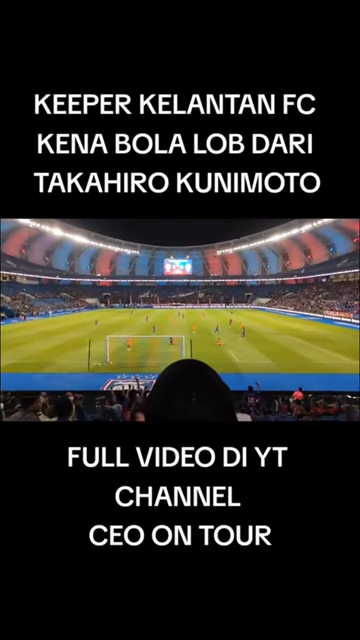 KEEPER KELANTAN FC
KENA BOLA LOB DARI
TAKAHIRO KUNIMOTO
FULL VIDEO DI YT
CHANNEL
CEO ON TOUR